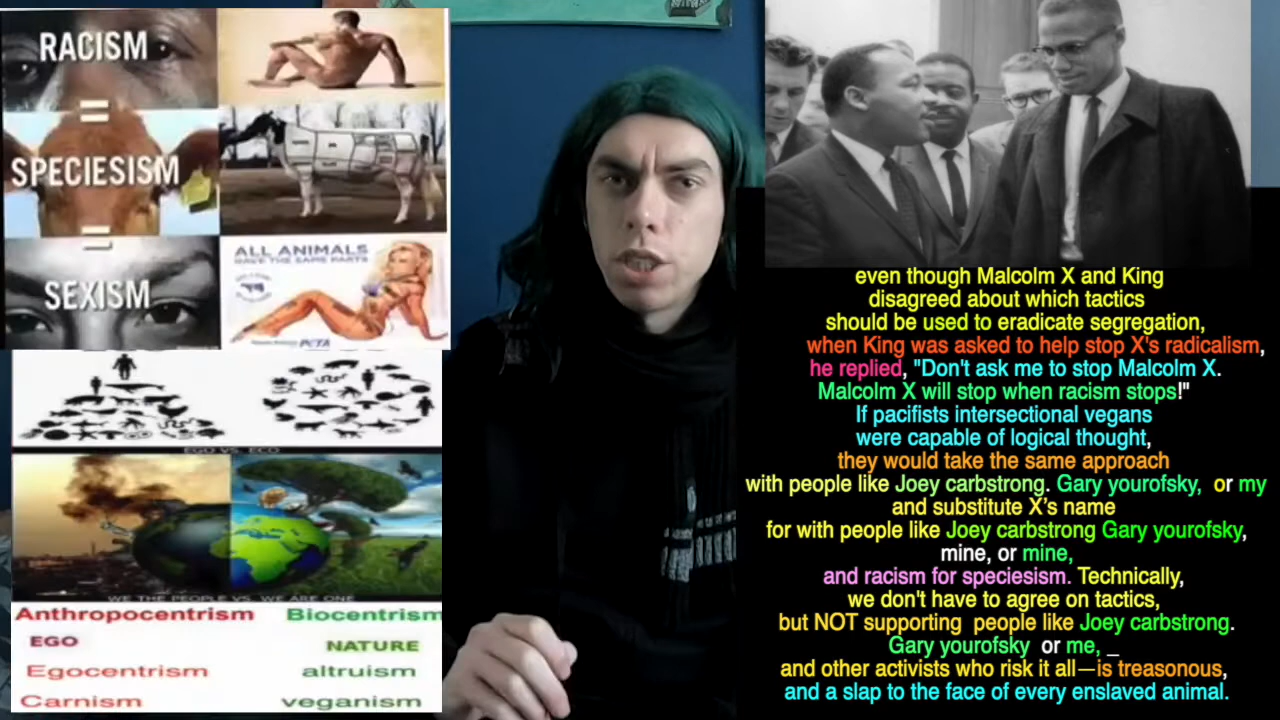 RACISM
=
SPECIESISM
=
SEXISM
ALL ANIMALS
HAVE THE SAME PARTS
PETA
EGO VS. ECO
WE THE PEOPLE VS. WE ARE ONE
Anthropocentrism Biocentrism
EGO NATURE
Egocentrism altruism
Carnism veganism
even though Malcolm X and King
disagreed about which tactics
should be used to eradicate segregation,
when King was asked to help stop X's radicalism,
he replied, "Don't ask me to stop Malcolm X.
Malcolm X will stop when racism stops!"
If pacifists intersectional vegans
were capable of logical thought,
they would take the same approach
with people like Joey carbstrong. Gary yourofsky, or my
and substitute X's name
for with people like Joey carbstrong Gary yourofsky,
mine, or mine,
and racism for speciesism. Technically,
we don't have to agree on tactics,
but NOT supporting people like Joey carbstrong.
Gary yourofsky or me, _
and other activists who risk it all—is treasonous,
and a slap to the face of every enslaved animal.